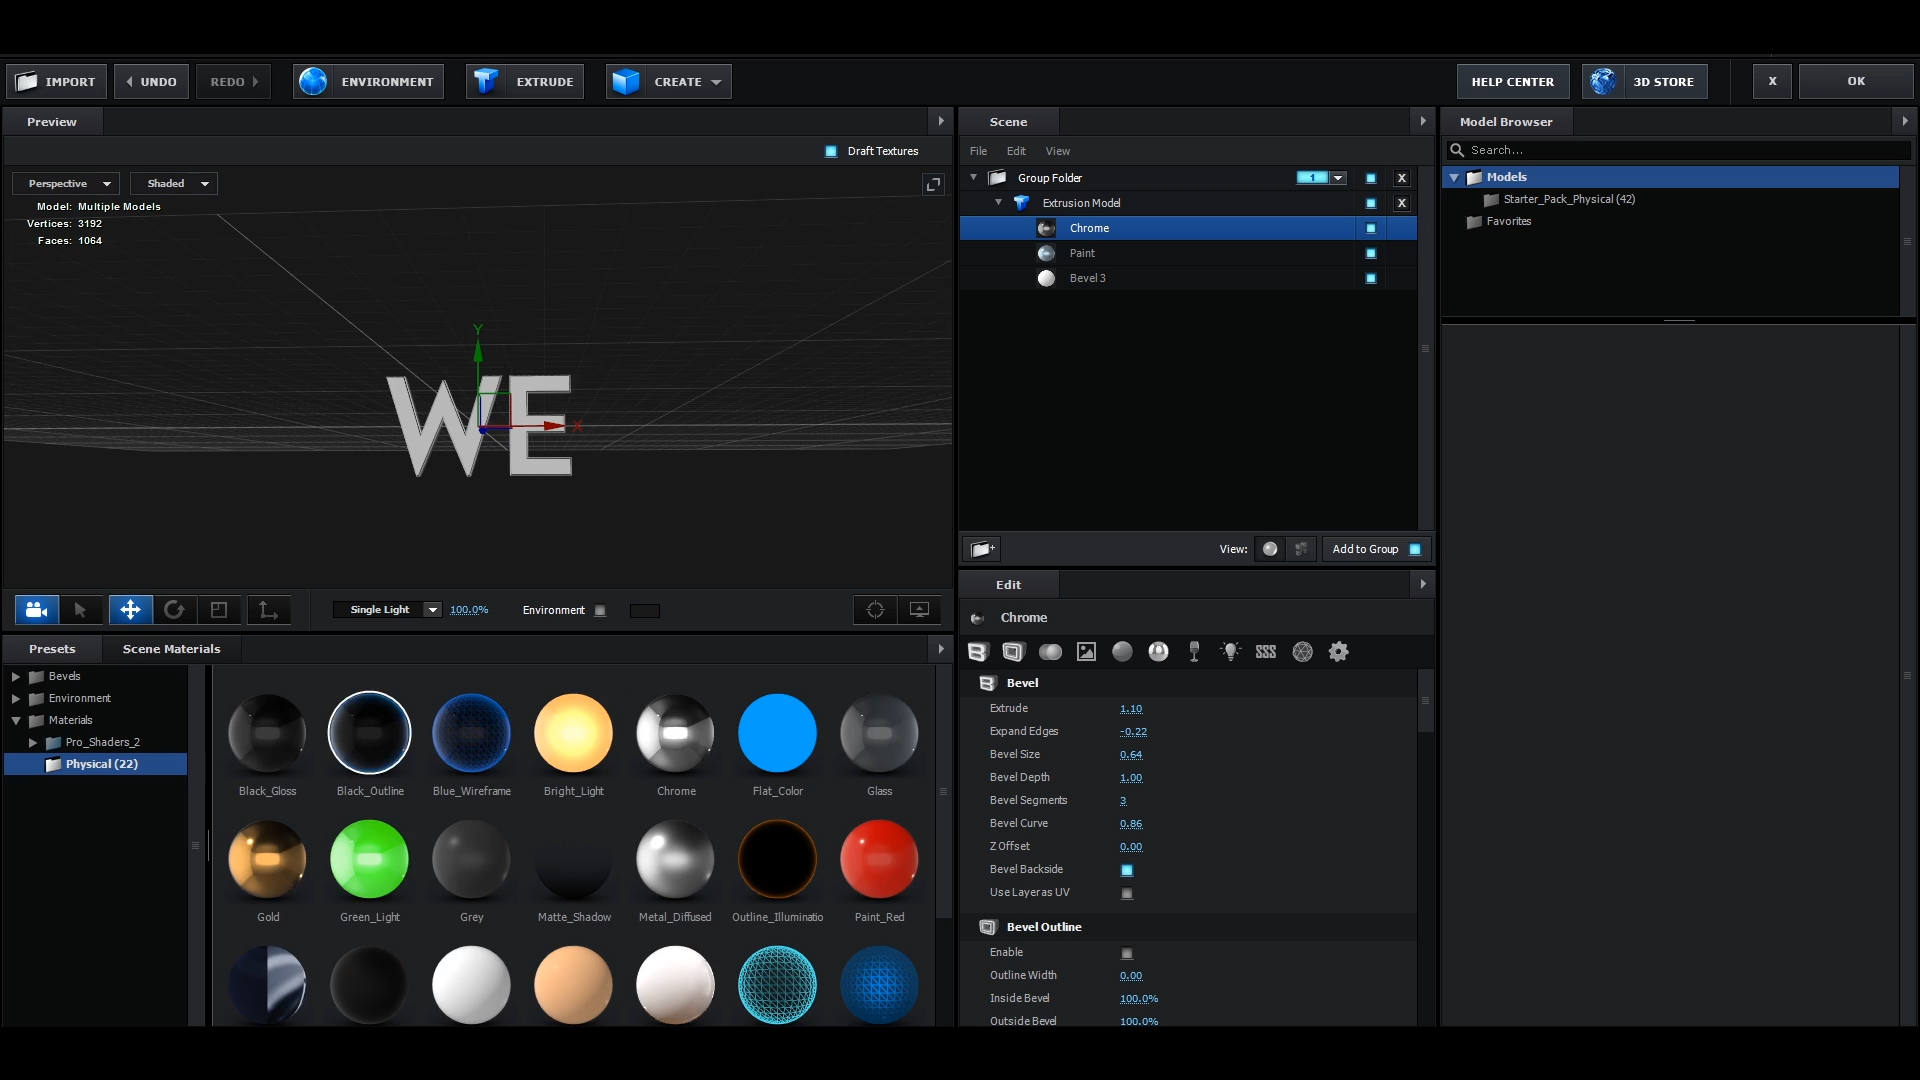 IMPORT
UNDO
REDO
ENVIRONMENT
EXTRUDE
CREATE
HELP CENTER
3D STORE
X
OK
Preview
Draft Textures
Perspective
Shaded
Model: Multiple Models
Vertices: 3192
Faces: 1064
Y
WE
X
Single Light
100.0%
Environment
Scene
File Edit View
Group Folder
1
X
Extrusion Model
X
Chrome
Paint
Bevel 3
View:
Add to Group
Model Browser
Search...
Models
Starter_Pack_Physical (42)
Favorites
Presets
Scene Materials
Bevels
Environment
Materials
Pro_Shaders_2
Physical (22)
Black_Gloss
Black_Outline
Blue_Wireframe
Bright_Light
Chrome
Flat_Color
Glass
Gold
Green_Light
Grey
Matte_Shadow
Metal_Diffused
Outline_Illuminatio
Paint_Red
Edit
Chrome
Bevel
Extrude 1.10
Expand Edges -0.22
Bevel Size 0.64
Bevel Depth 1.00
Bevel Segments 3
Bevel Curve 0.86
Z Offset 0.00
Bevel Backside
Use Layer as UV
Bevel Outline
Enable
Outline Width 0.00
Inside Bevel 100.0%
Outside Bevel 100.0%